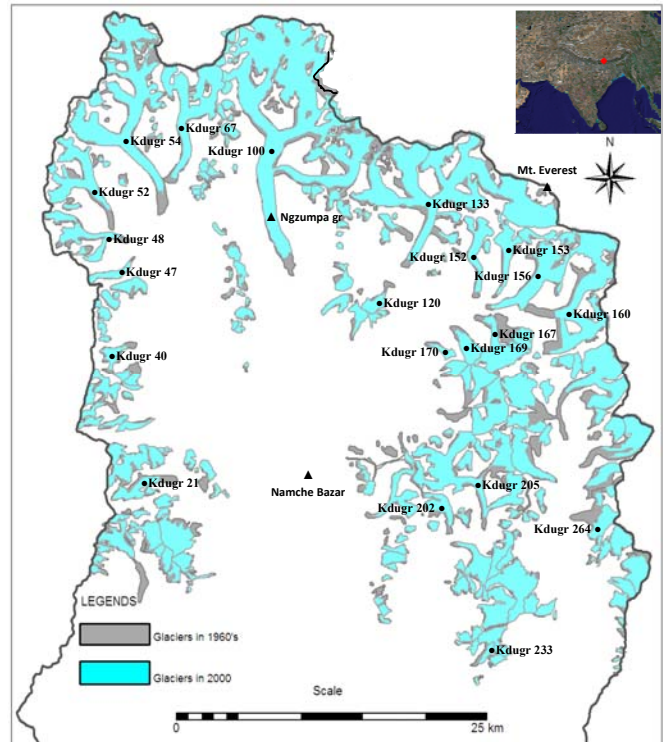 N
Mt. Everest
Kdugr 67
Kdugr 54
Kdugr 100
Kdugr 52
Kdugr 133
Ngzumpa gr
Kdugr 48
Kdugr 153
Kdugr 152
Kdugr 47
Kdugr 156
Kdugr 120
Kdugr 160
Kdugr 167
Kdugr 169
Kdugr 170
Kdugr 40
Kdugr 21
Namche Bazar
Kdugr 205
Kdugr 202
Kdugr 264
LEGENDS
Glaciers in 1960's
Glaciers in 2000
Kdugr 233
Scale
0
25 km